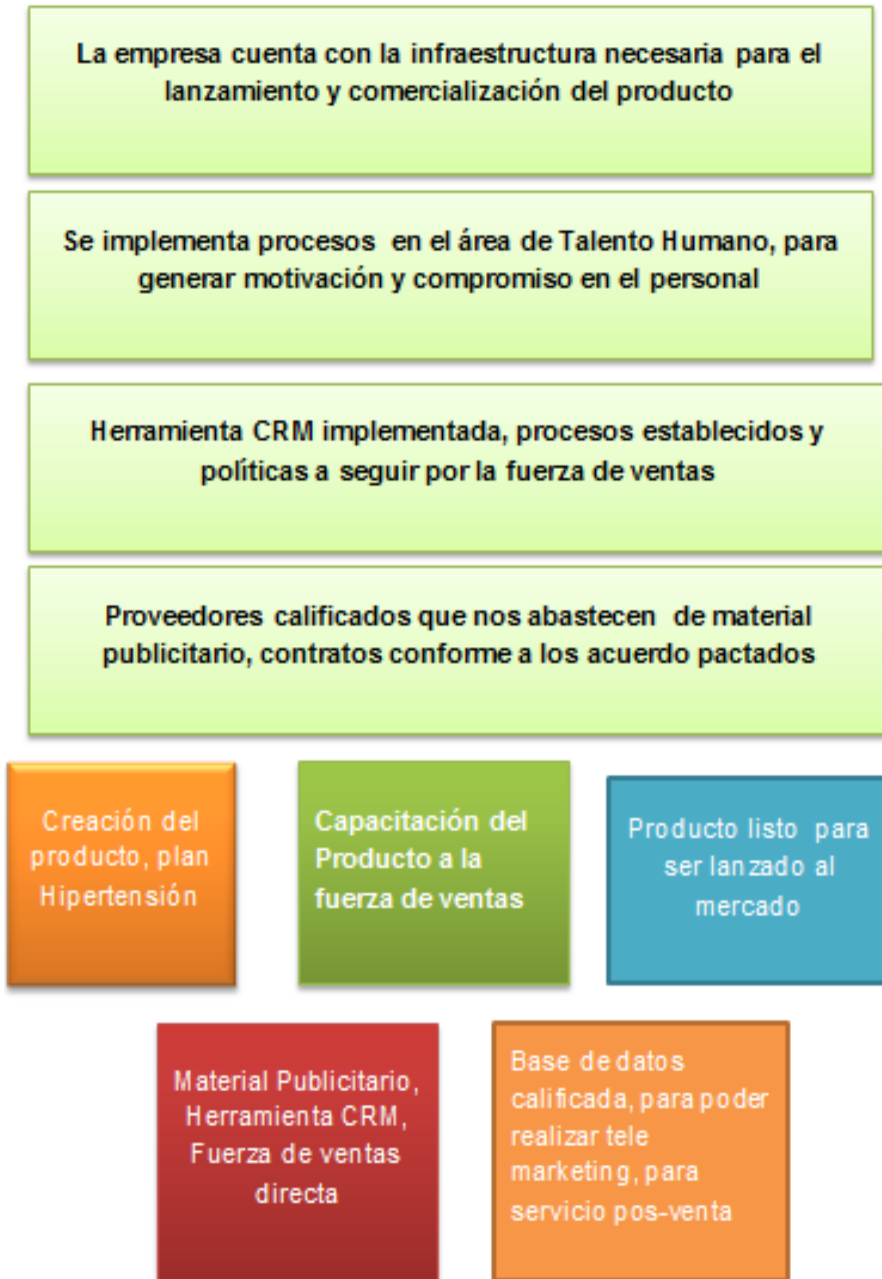 La empresa cuenta con la infraestructura necesaria para el
lanzamiento y comercialización del producto
Se implementa procesos en el área de Talento Humano, para
generar motivación y compromiso en el personal
Herramienta CRM implementada, procesos establecidos y
políticas a seguir por la fuerza de ventas
Proveedores calificados que nos abastecen de material
publicitario, contratos conforme a los acuerdo pactados
Creación del
producto, plan
Hipertensión
Capacitación del
Producto a la
fuerza de ventas
Producto listo para
ser lanzado al
mercado
Material Publicitario,
Herramienta CRM,
Fuerza de ventas
directa
Base de datos
calificada, para poder
realizar tele
marketing, para
servicio pos-venta